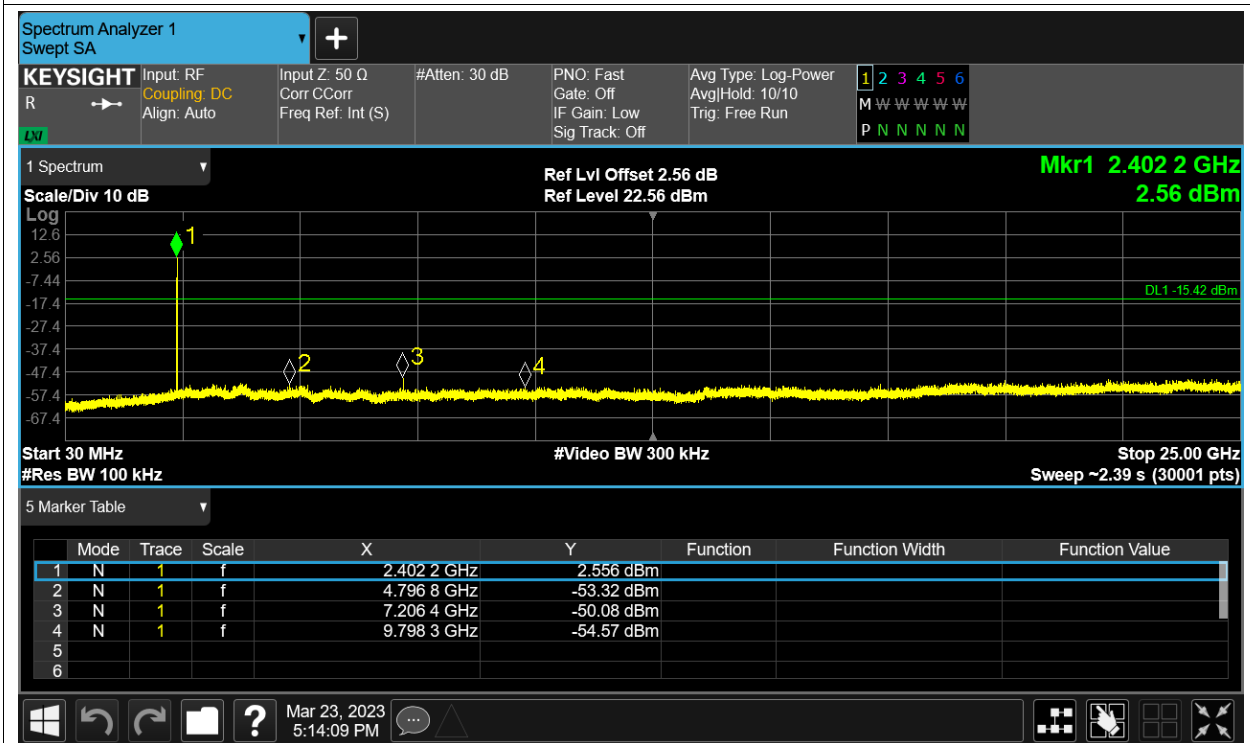 Spectrum Analyzer 1
Swept SA
+
KEYSIGHT Input: RF Input Z: 50 Ω #Atten: 30 dB PNO: Fast Avg Type: Log-Power 1 2 3 4 5 6
R Coupling: DC Corr CCorr Gate: Off Avg|Hold: 10/10 M W W W W W W
Align: Auto Freq Ref: Int (S) IF Gain: Low Trig: Free Run
LXI Sig Track: Off P N N N N N N
1 Spectrum Ref Lvl Offset 2.56 dB Mkr1 2.402 2 GHz
Scale/Div 10 dB Ref Level 22.56 dBm 2.56 dBm
Log
12.6 1
2.56
-7.44
DL1 -15.42 dBm
-17.4
-27.4
-37.4
2 3 4
-47.4
-57.4
-67.4
Start 30 MHz #Video BW 300 kHz Stop 25.00 GHz
#Res BW 100 kHz Sweep ~2.39 s (30001 pts)
5 Marker Table
Mode Trace Scale X Y Function Function Width Function Value
1 N 1 f 2.402 2 GHz 2.556 dBm
2 N 1 f 4.796 8 GHz -53.32 dBm
3 N 1 f 7.206 4 GHz -50.08 dBm
4 N 1 f 9.798 3 GHz -54.57 dBm
5
6
? Mar 23, 2023
5:14:09 PM